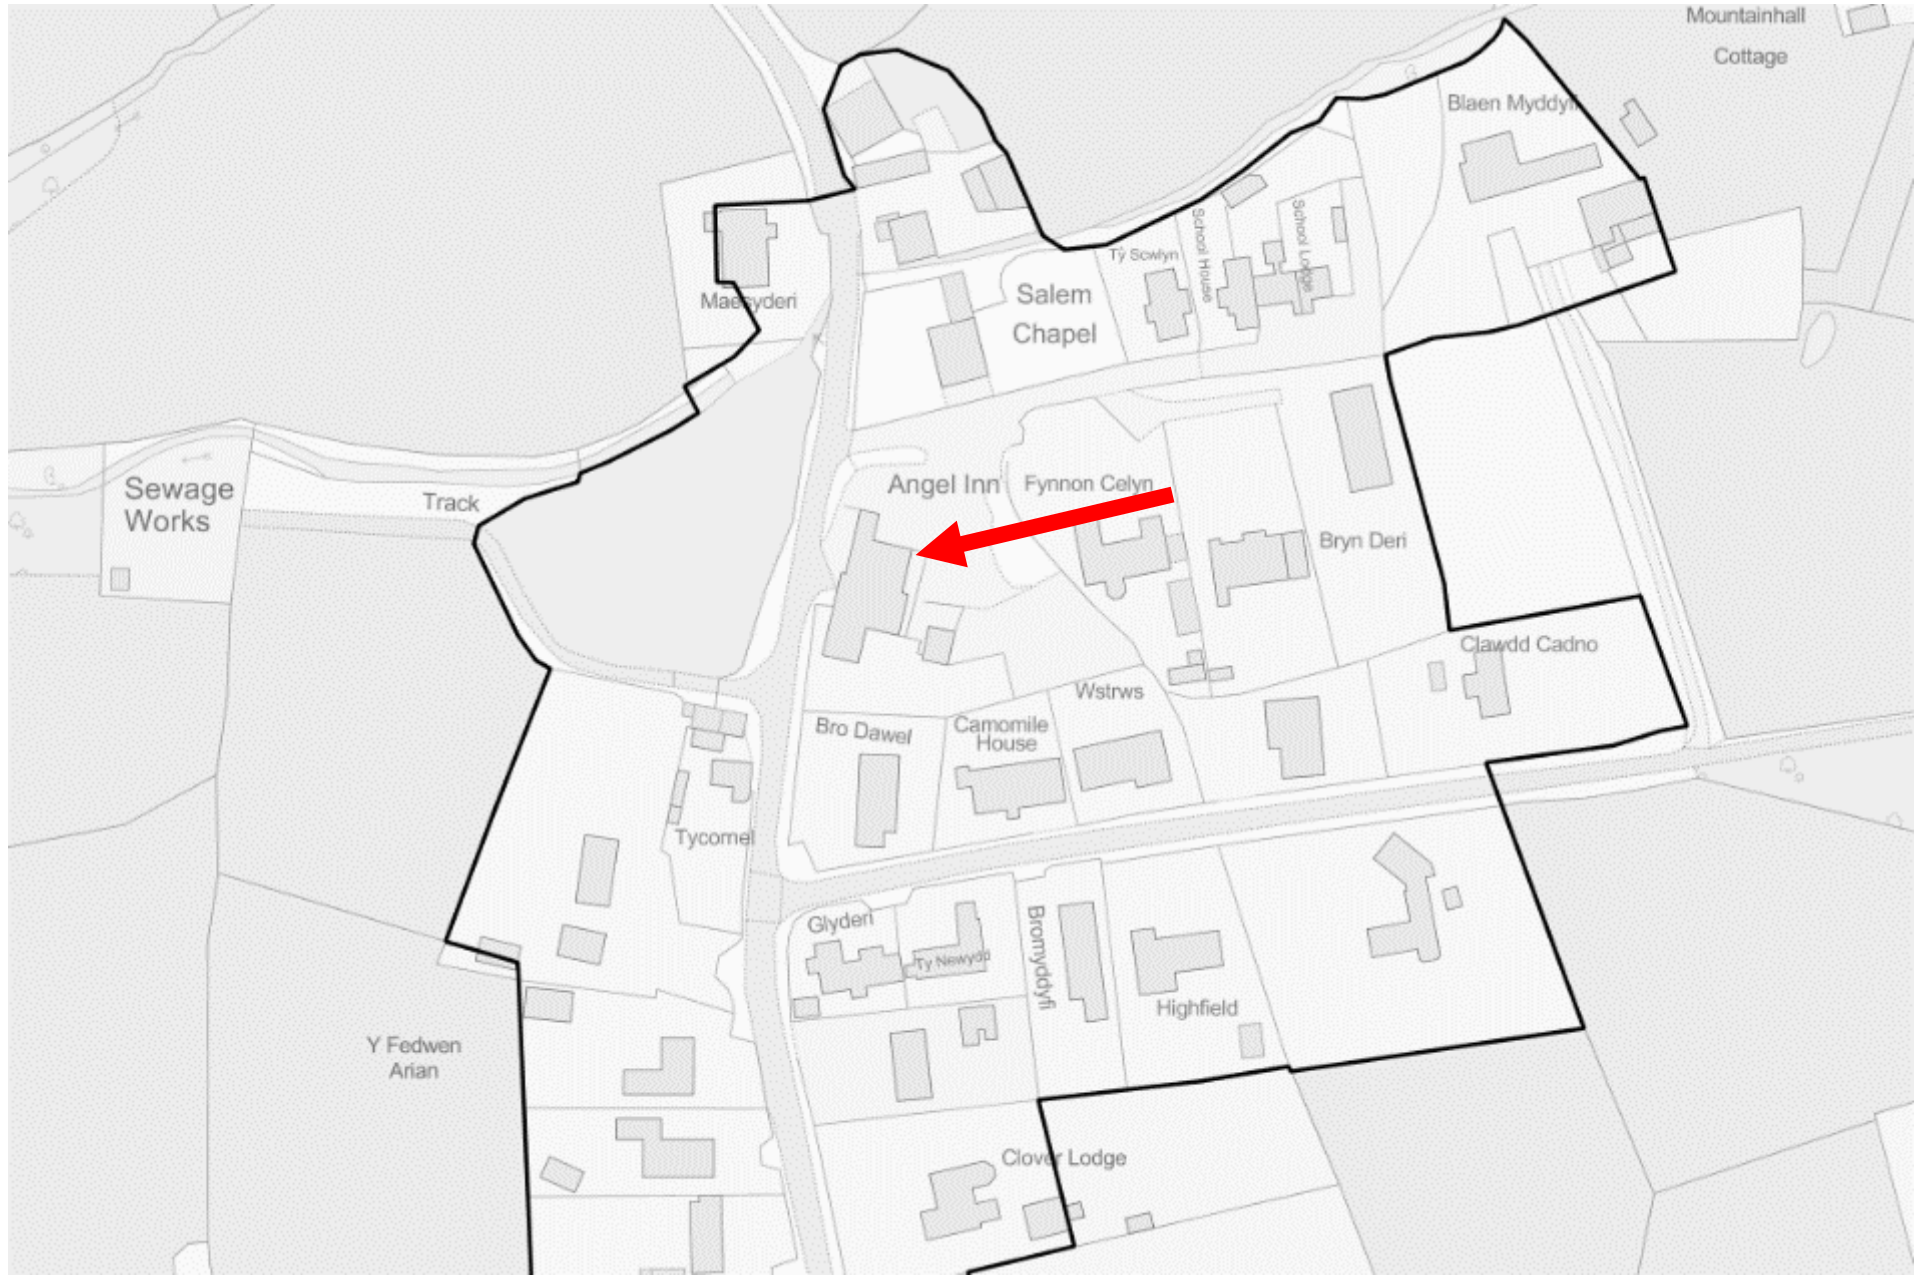 Mountainhall
Cottage
Blaen Myddyfi
Tŷ Scwlyn
School House
School Lodge
Maesyderi
Salem
Chapel
Sewage
Works
Track
Angel Inn
Fynnon Celyn
Bryn Deri
Clawdd Cadno
Wstrws
Bro Dawel
Camomile
House
Tycornel
Glyderi
Ty Newydd
Bromyddyfi
Highfield
Y Fedwen
Arian
Clover Lodge